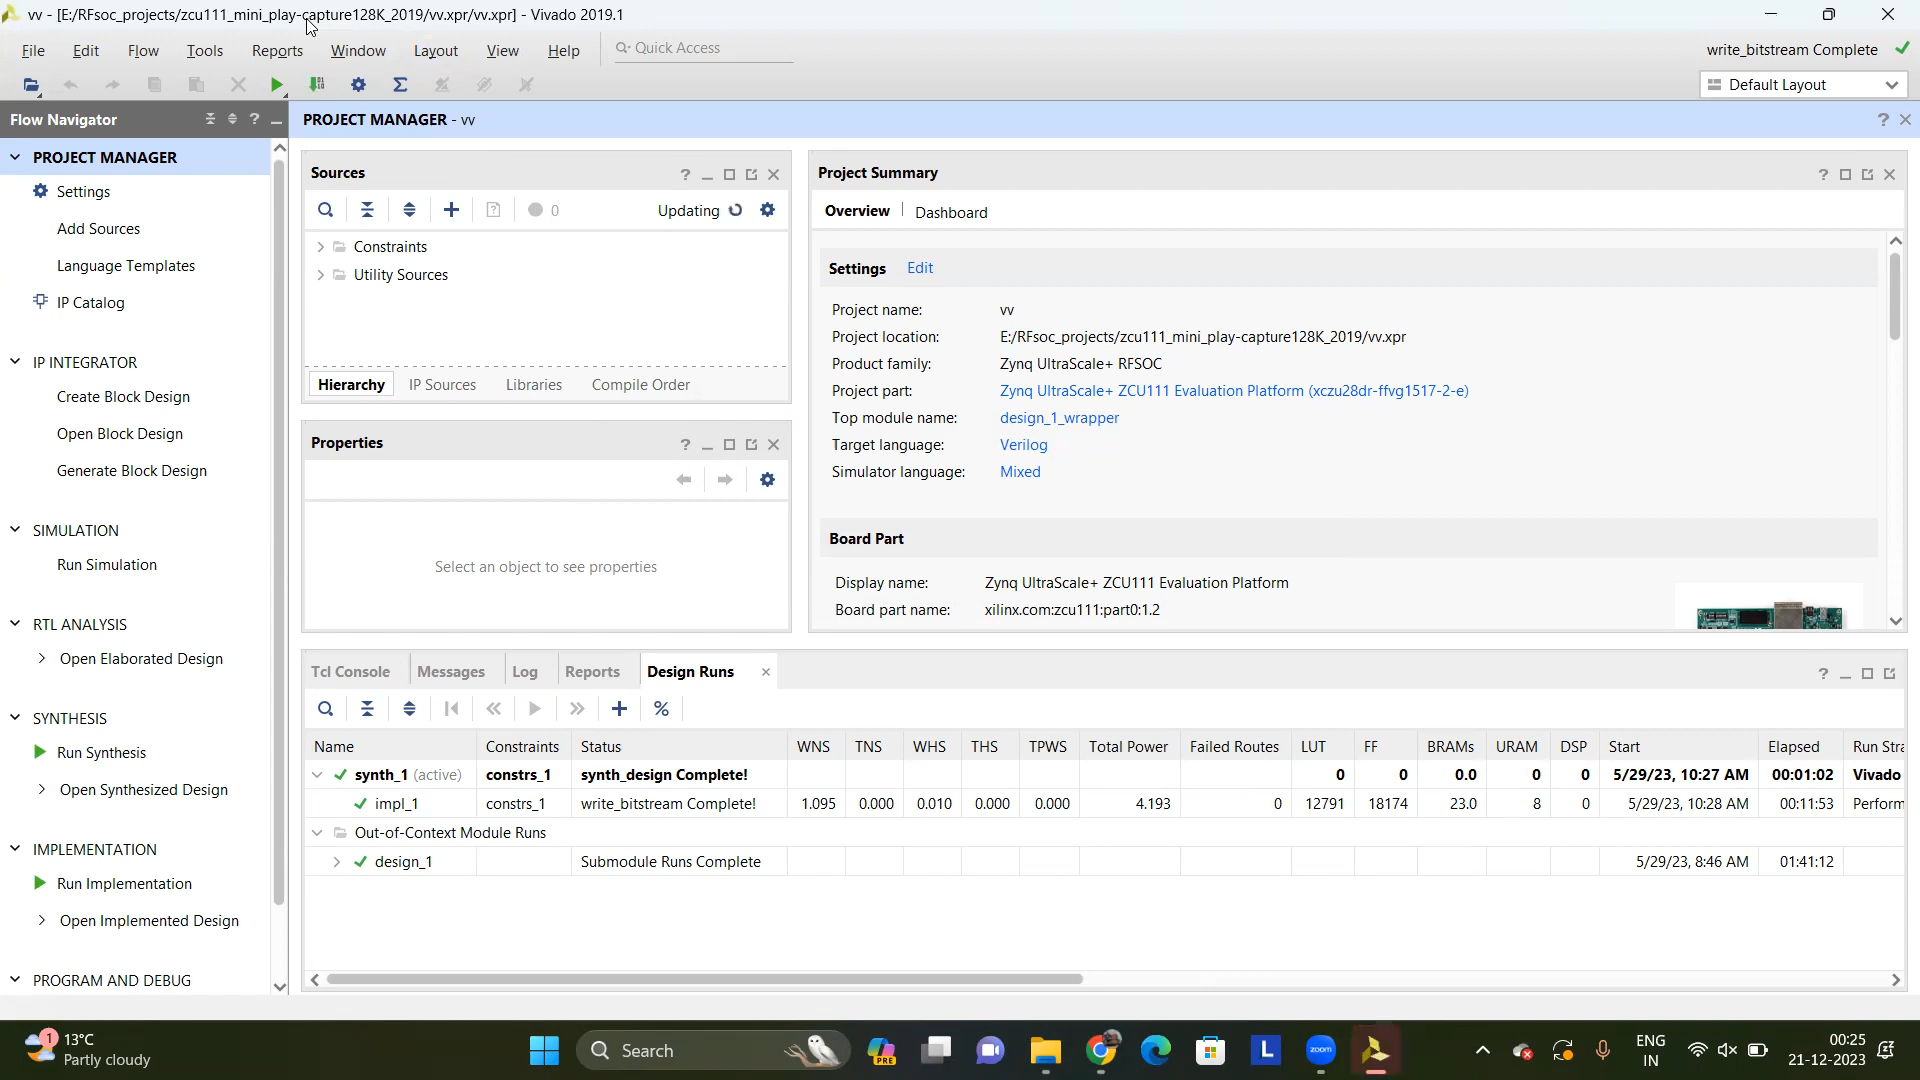 vv - [E:/RFsoc_projects/zcu111_mini_play-capture128K_2019/vv.xpr/vv.xpr] - Vivado 2019.1
File Edit Flow Tools Reports Window Layout View Help Quick Access write_bitstream Complete
Default Layout
Flow Navigator
PROJECT MANAGER - vv
PROJECT MANAGER
Settings
Add Sources
Language Templates
IP Catalog
IP INTEGRATOR
Create Block Design
Open Block Design
Generate Block Design
SIMULATION
Run Simulation
RTL ANALYSIS
Open Elaborated Design
SYNTHESIS
Run Synthesis
Open Synthesized Design
IMPLEMENTATION
Run Implementation
Open Implemented Design
PROGRAM AND DEBUG
Sources
0 Updating
Constraints
Utility Sources
Hierarchy IP Sources Libraries Compile Order
Properties
Select an object to see properties
Project Summary
Overview Dashboard
Settings Edit
Project name: vv
Project location: E:/RFsoc_projects/zcu111_mini_play-capture128K_2019/vv.xpr
Product family: Zynq UltraScale+ RFSOC
Project part: Zynq UltraScale+ ZCU111 Evaluation Platform (xczu28dr-ffvg1517-2-e)
Top module name: design_1_wrapper
Target language: Verilog
Simulator language: Mixed
Board Part
Display name: Zynq UltraScale+ ZCU111 Evaluation Platform
Board part name: xilinx.com:zcu111:part0:1.2
Tcl Console Messages Log Reports Design Runs
Name Constraints Status WNS TNS WHS THS TPWS Total Power Failed Routes LUT FF BRAMs URAM DSP Start Elapsed Run Stra
synth_1 (active) constrs_1 synth_design Complete! 0 0 0.0 0 0 5/29/23, 10:27 AM 00:01:02 Vivado
impl_1 constrs_1 write_bitstream Complete! 1.095 0.000 0.010 0.000 0.000 4.193 0 12791 18174 23.0 8 0 5/29/23, 10:28 AM 00:11:53 Perform
Out-of-Context Module Runs
design_1 Submodule Runs Complete 5/29/23, 8:46 AM 01:41:12
1
13°C
Partly cloudy
Search
PRE
L
zoom
ENG
IN
00:25
21-12-2023